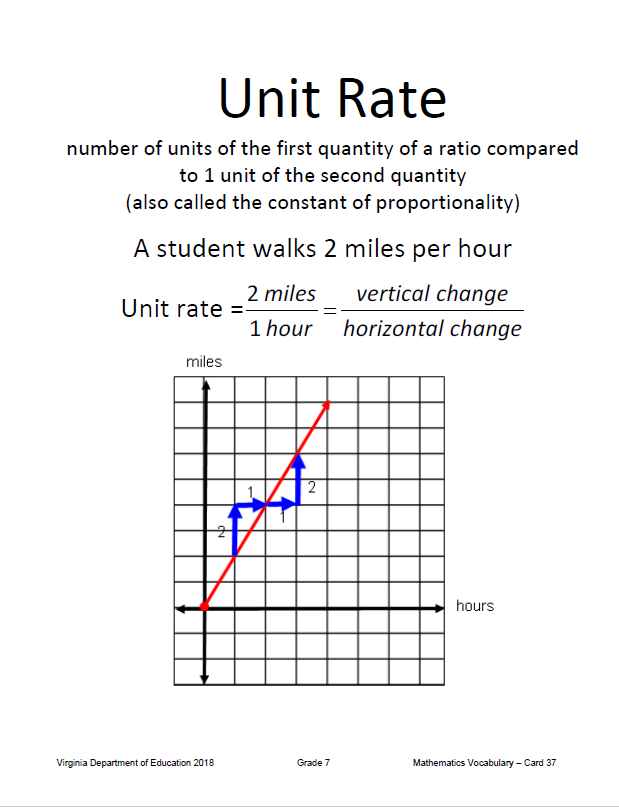 Unit Rate
number of units of the first quantity of a ratio compared
to 1 unit of the second quantity
(also called the constant of proportionality)
A student walks 2 miles per hour
Unit rate = 2 miles / 1 hour = vertical change / horizontal change
miles
1
2
2
1
hours
Virginia Department of Education 2018 Grade 7 Mathematics Vocabulary – Card 37